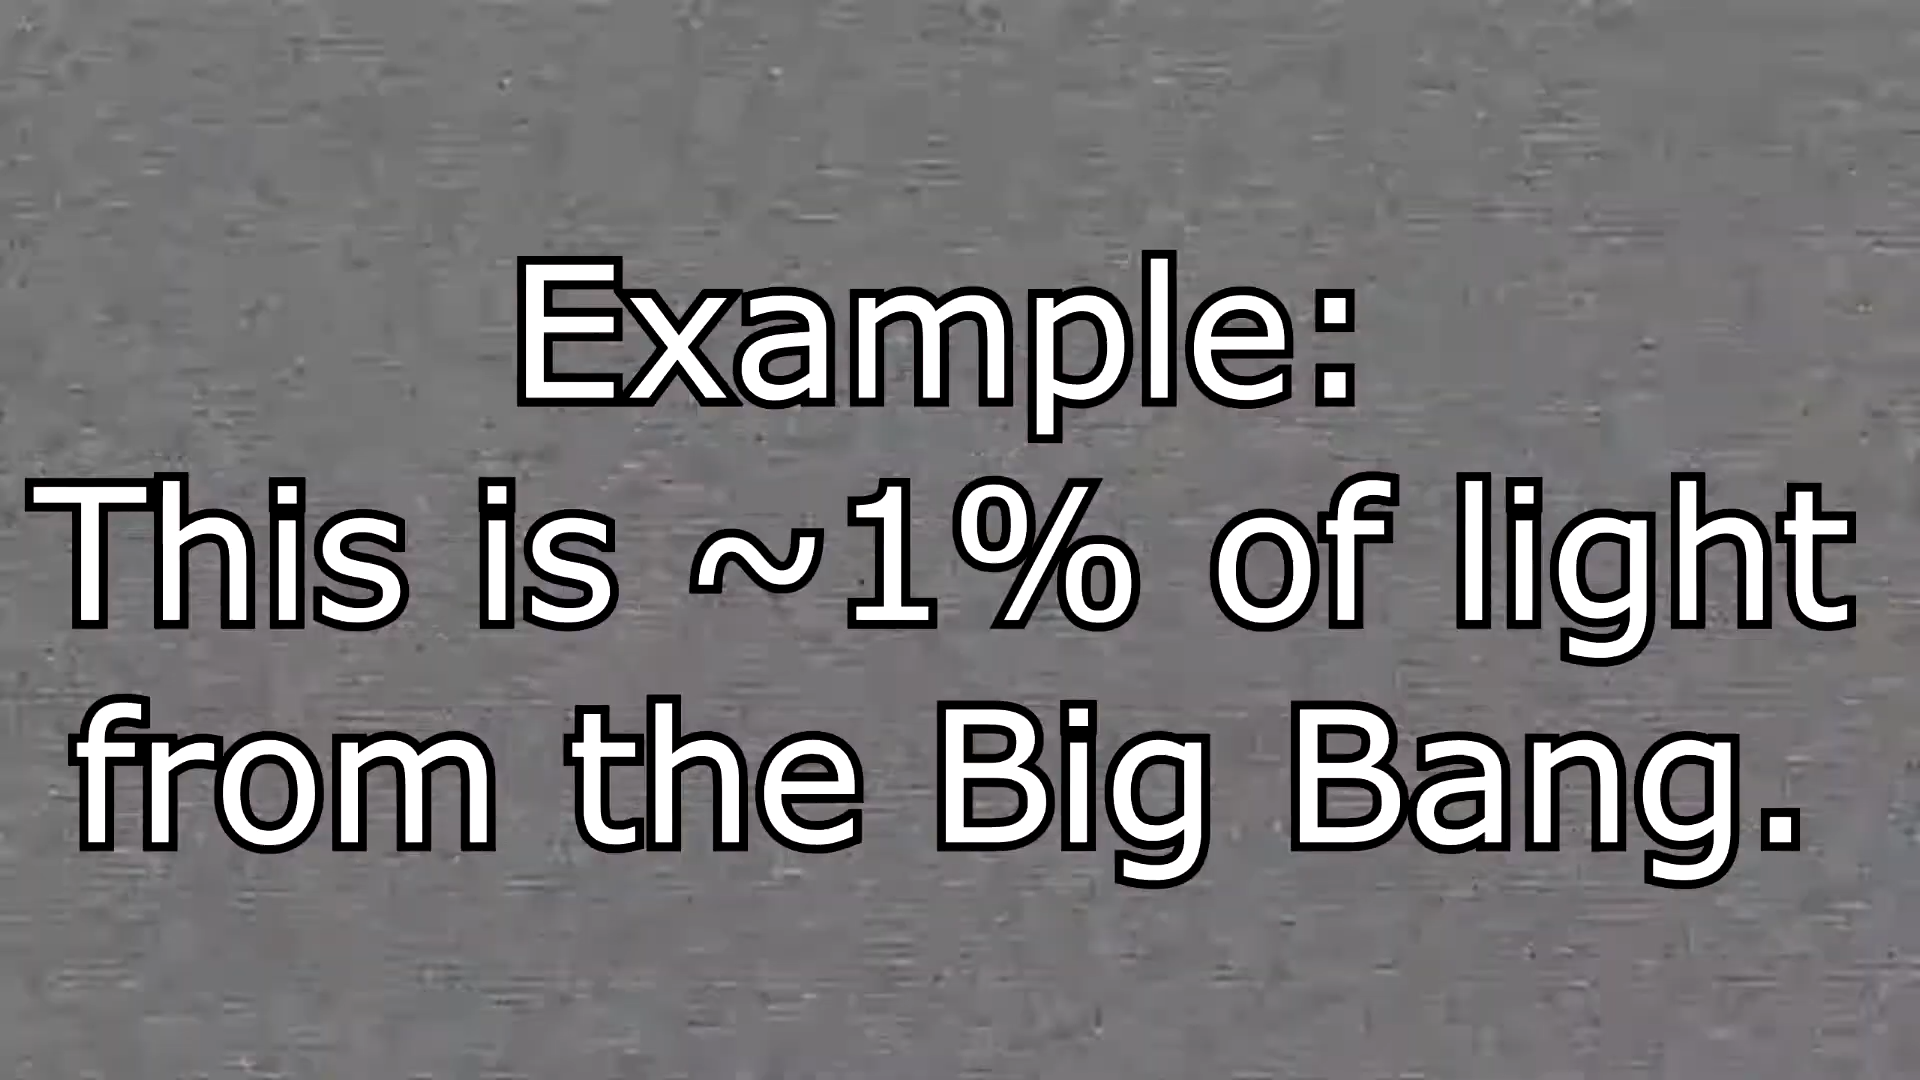 Example:
This is ~1% of light
from the Big Bang.